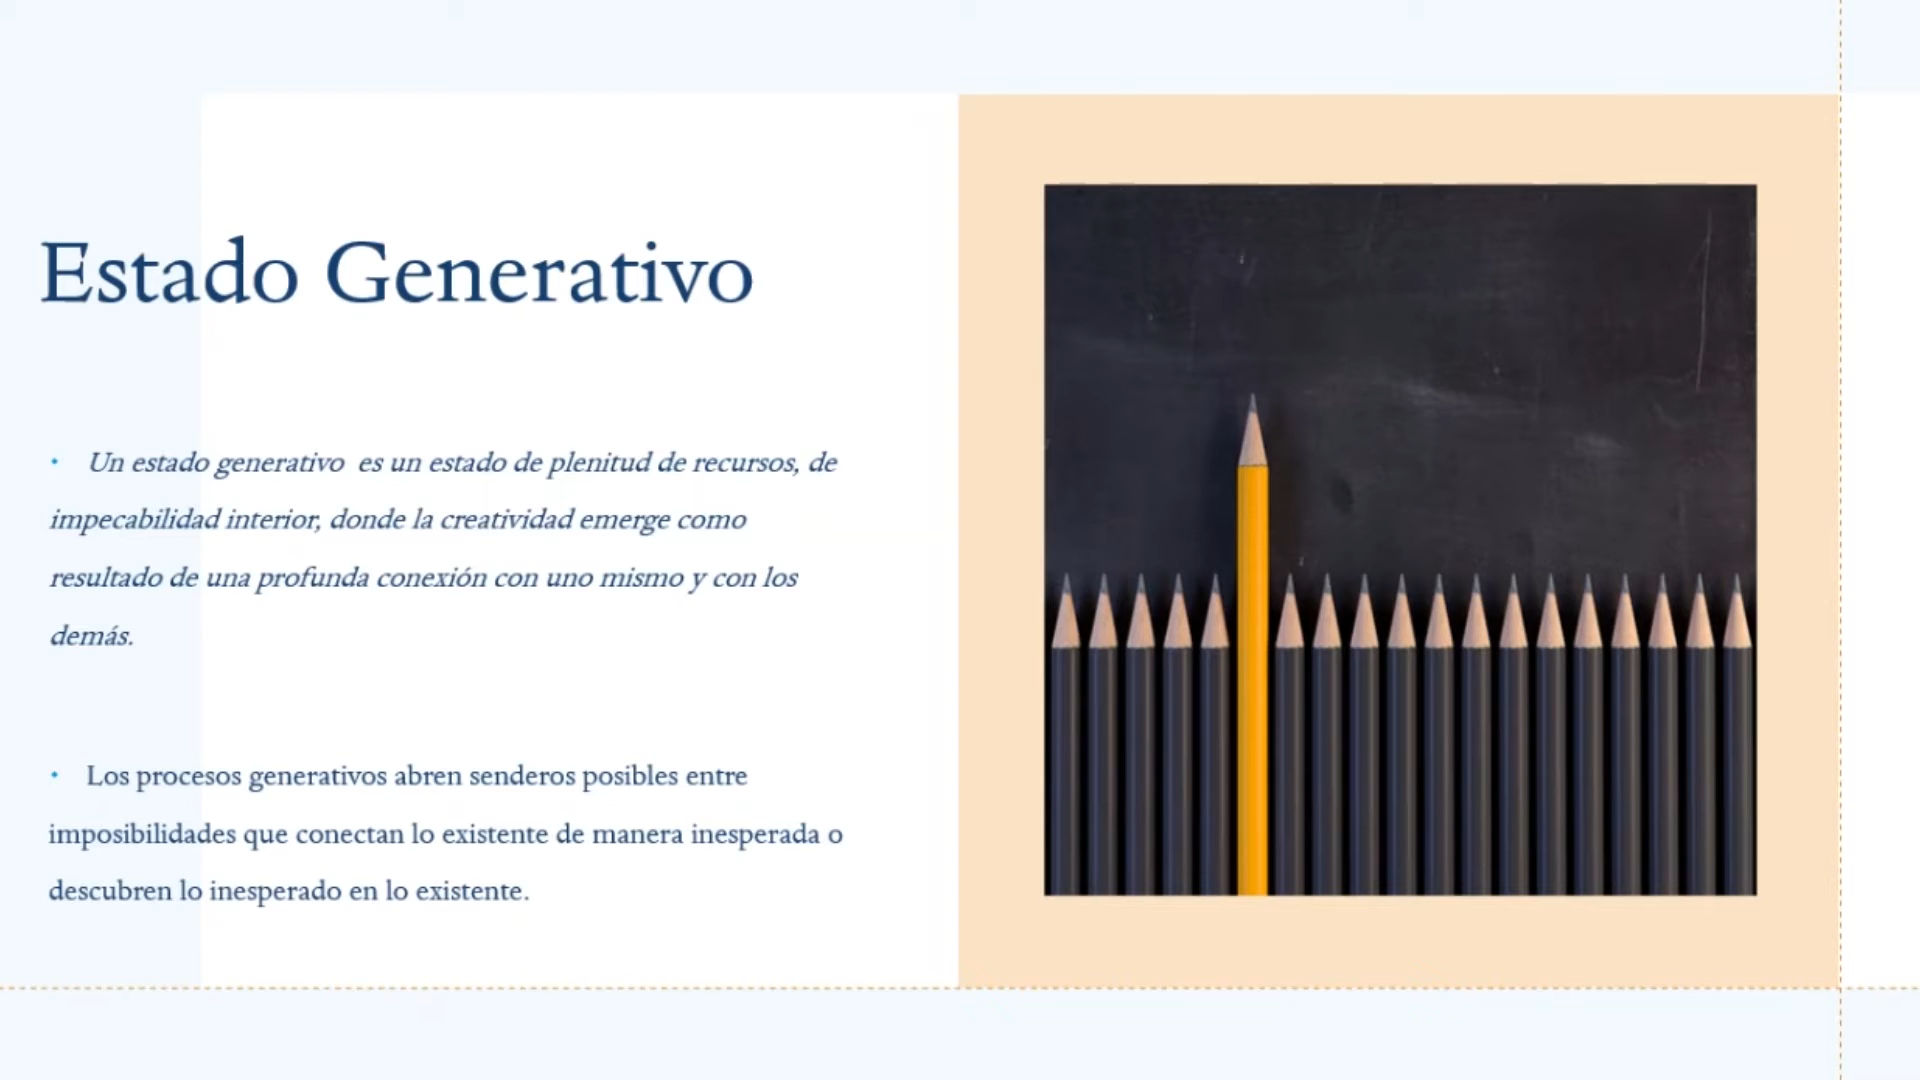 Estado Generativo
• Un estado generativo es un estado de plenitud de recursos, de
impecabilidad interior, donde la creatividad emerge como
resultado de una profunda conexión con uno mismo y con los
demás.
• Los procesos generativos abren senderos posibles entre
imposibilidades que conectan lo existente de manera inesperada o
descubren lo inesperado en lo existente.